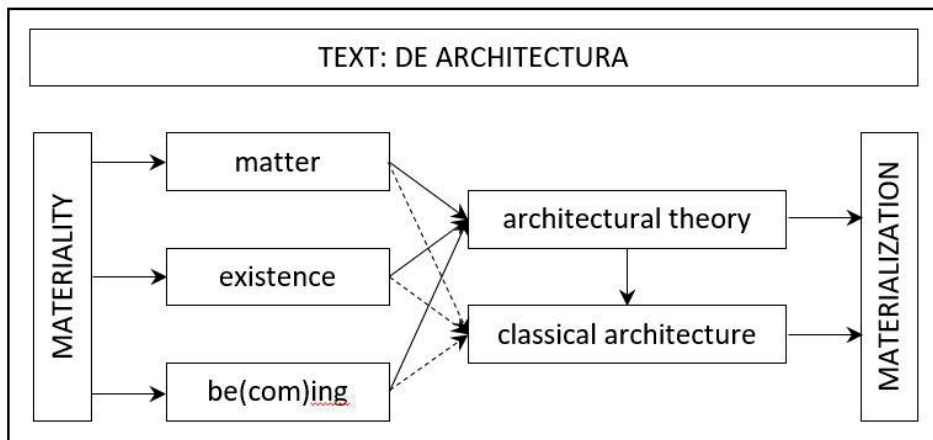 TEXT: DE ARCHITECTURA
MATERIALITY
matter
existence
be(com)ing
architectural theory
classical architecture
MATERIALIZATION